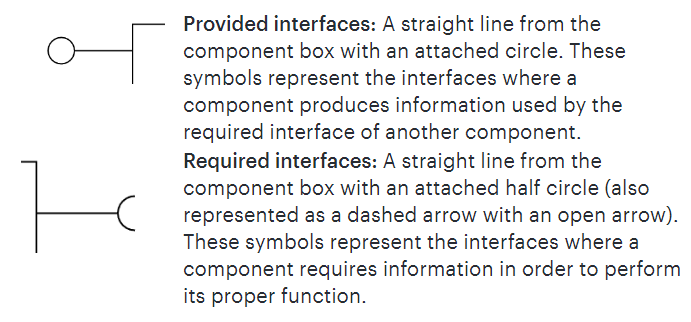 Provided interfaces: A straight line from the
component box with an attached circle. These
symbols represent the interfaces where a
component produces information used by the
required interface of another component.
Required interfaces: A straight line from the
component box with an attached half circle (also
represented as a dashed arrow with an open arrow).
These symbols represent the interfaces where a
component requires information in order to perform
its proper function.